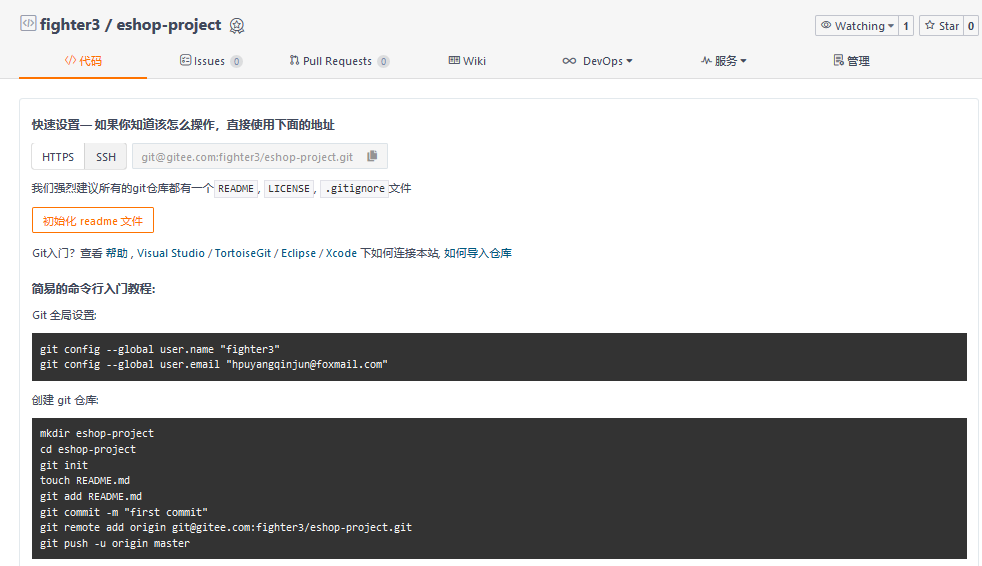 fighter3 / eshop-project
Watching 1 Star 0
代码 Issues 0 Pull Requests 0 Wiki DevOps 服务 管理
快速设置— 如果你知道该怎么操作，直接使用下面的地址
HTTPS SSH git@gitee.com:fighter3/eshop-project.git
我们强烈建议所有的git仓库都有一个 README , LICENSE , .gitignore 文件
初始化 readme 文件
Git入门？查看 帮助 , Visual Studio / TortoiseGit / Eclipse / Xcode 下如何连接本站, 如何导入仓库
简易的命令行入门教程:
Git 全局设置:
git config --global user.name "fighter3"
git config --global user.email "hpuyangqinjun@foxmail.com"
创建 git 仓库:
mkdir eshop-project
cd eshop-project
git init
touch README.md
git add README.md
git commit -m "first commit"
git remote add origin git@gitee.com:fighter3/eshop-project.git
git push -u origin master